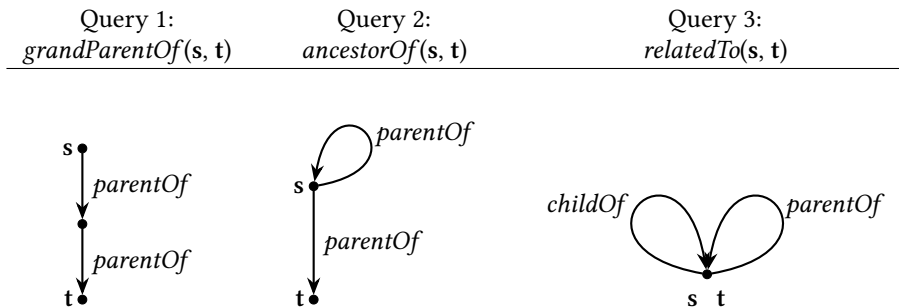 Query 1:
grandParentOf(s, t)
Query 2:
ancestorOf(s, t)
Query 3:
relatedTo(s, t)
s
parentOf
parentOf
t
parentOf
s
parentOf
t
childOf
parentOf
s t